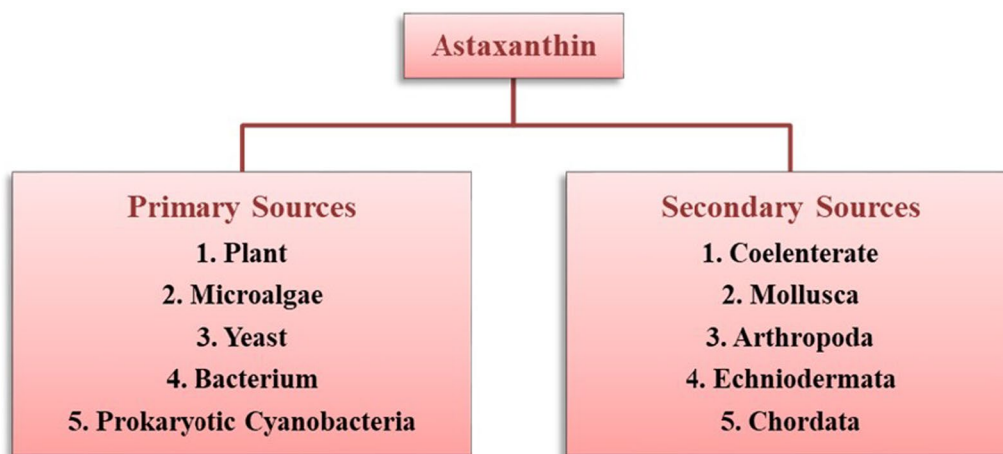 Astaxanthin
Primary Sources
1. Plant
2. Microalgae
3. Yeast
4. Bacterium
5. Prokaryotic Cyanobacteria
Secondary Sources
1. Coelenterate
2. Mollusca
3. Arthropoda
4. Echniodermata
5. Chordata